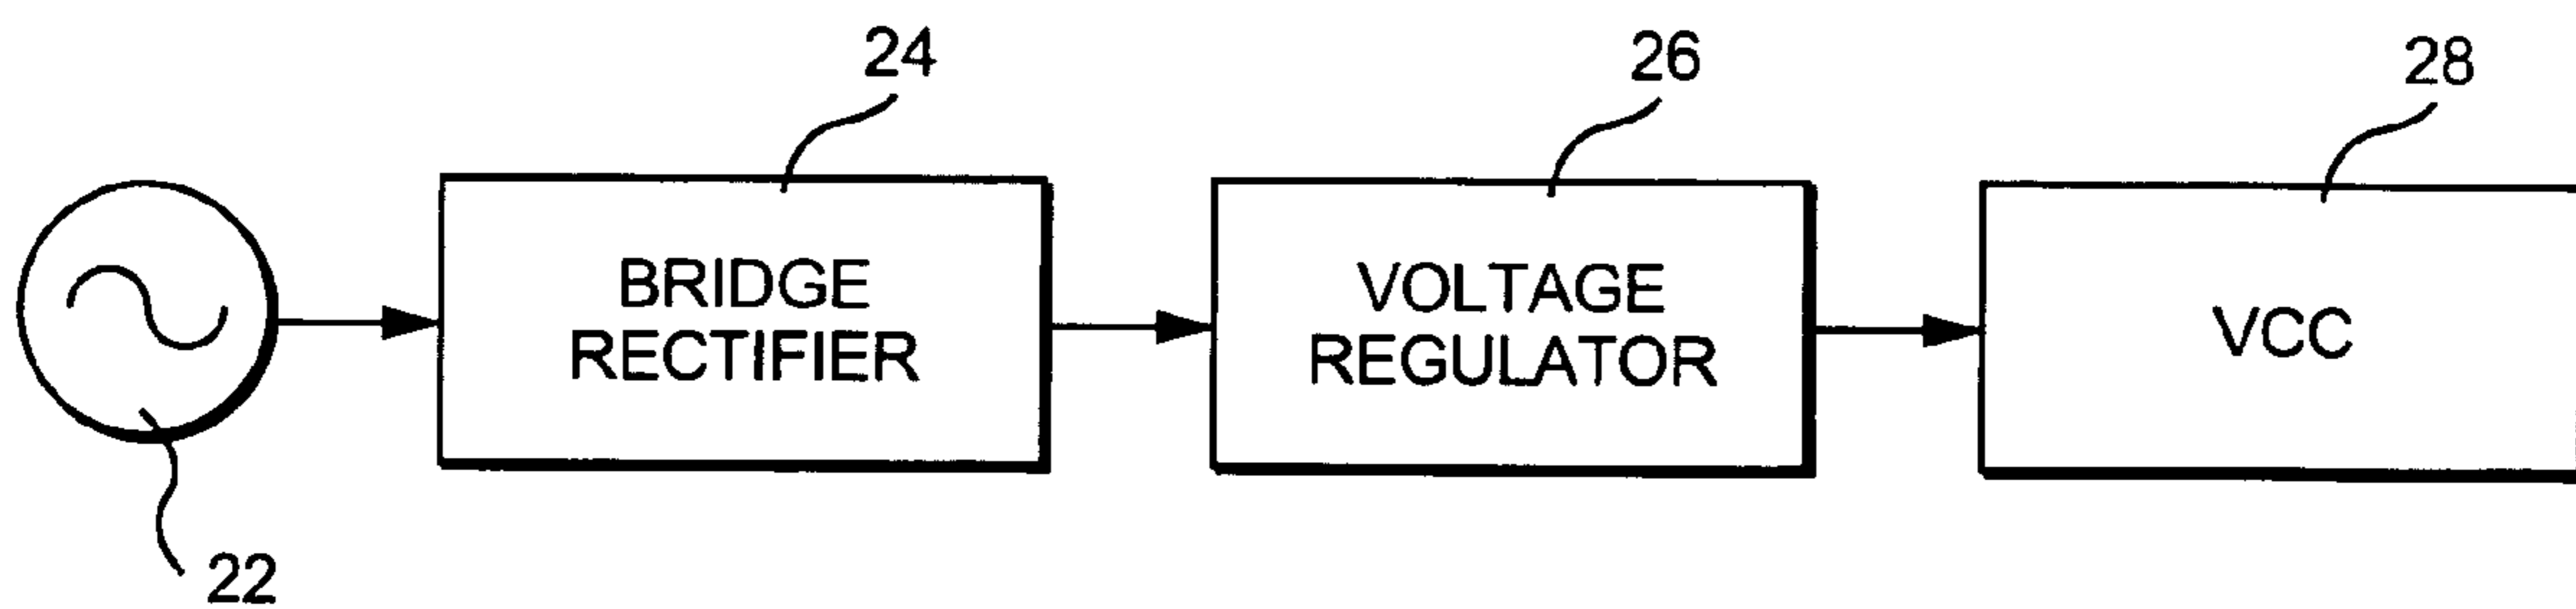 24
26
28
BRIDGE
RECTIFIER
VOLTAGE
REGULATOR
VCC
22